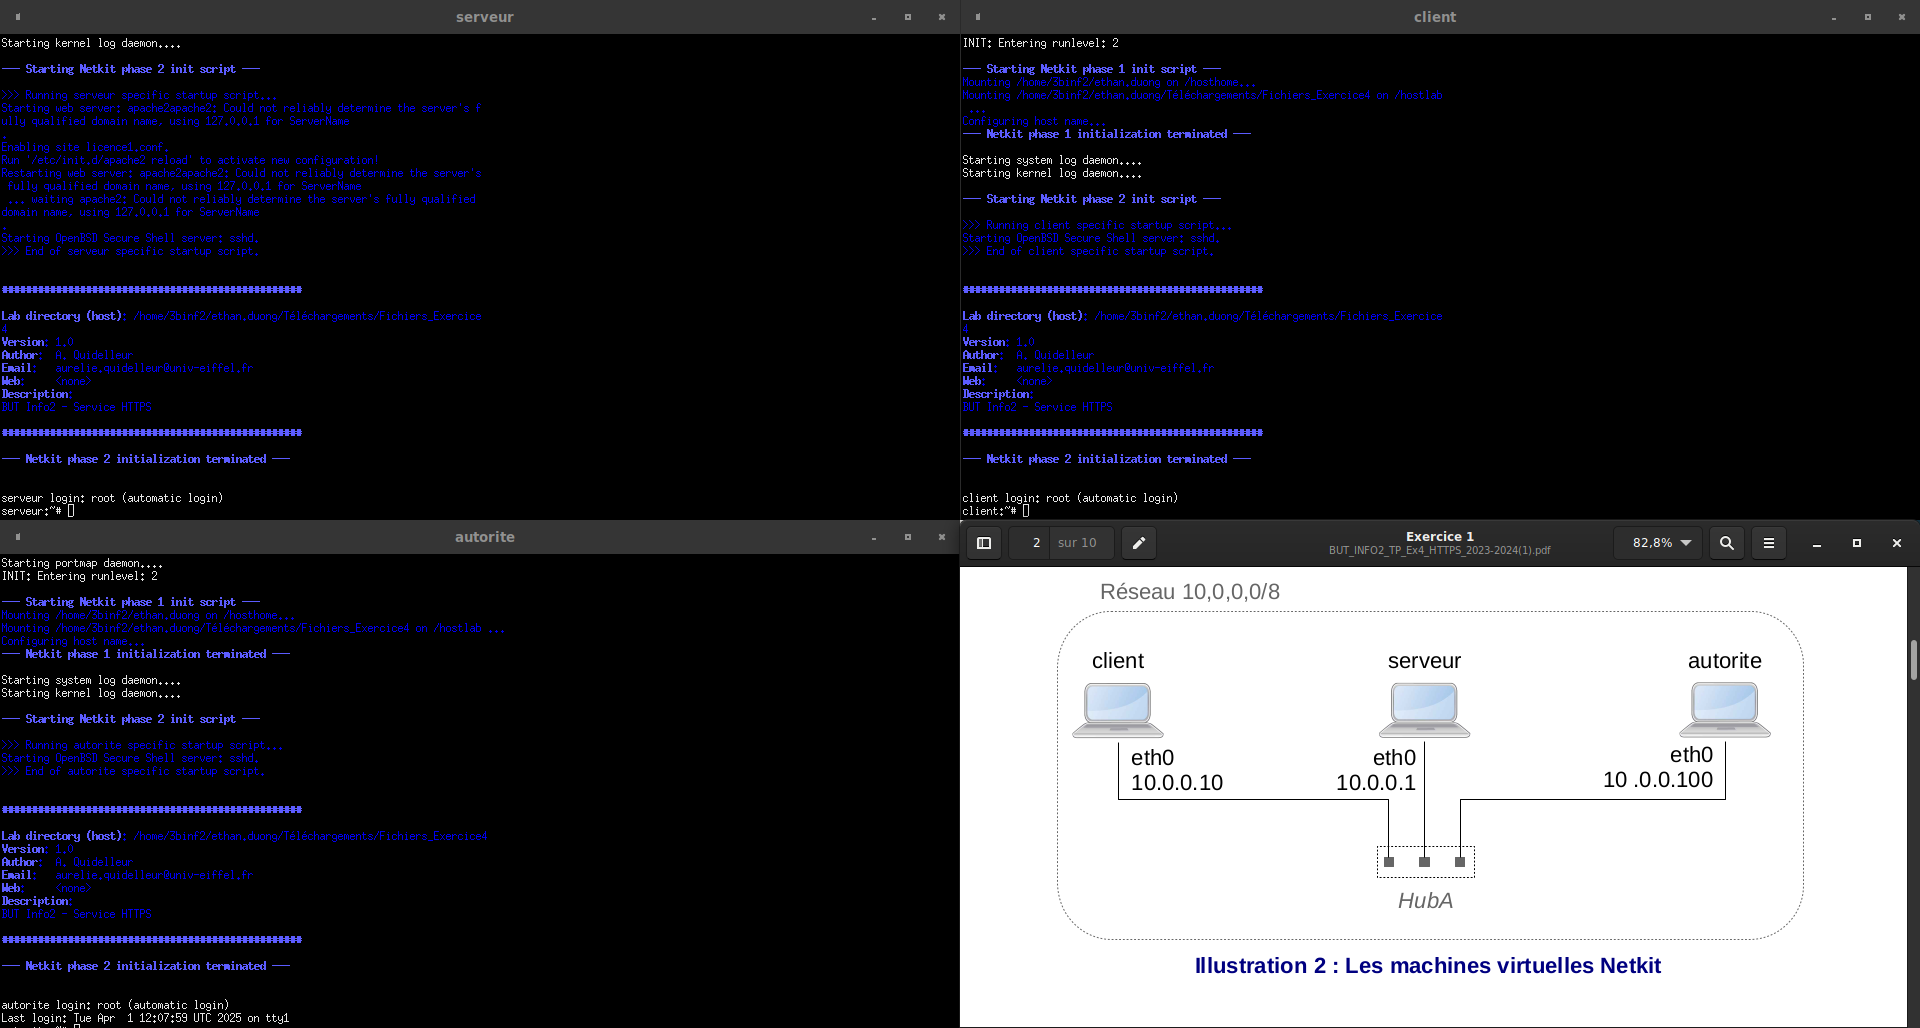 serveur
Starting kernel log daemon....
--- Starting Netkit phase 2 init script ---
>>> Running serveur specific startup script...
Starting web server: apache2apache2: Could not reliably determine the server's f
ully qualified domain name, using 127.0.0.1 for ServerName
.
Enabling site licence1.conf.
Run '/etc/init.d/apache2 reload' to activate new configuration!
Restarting web server: apache2apache2: Could not reliably determine the server's
 fully qualified domain name, using 127.0.0.1 for ServerName
 ... waiting apache2: Could not reliably determine the server's fully qualified
domain name, using 127.0.0.1 for ServerName
.
Starting OpenBSD Secure Shell server: sshd.
>>> End of serveur specific startup script.
##################################################
Lab directory (host): /home/3binf2/ethan.duong/Téléchargements/Fichiers_Exercice
4
Version: 1.0
Author: A. Quidelleur
Email: aurelie.quidelleur@univ-eiffel.fr
Web: <none>
Description:
BUT Info2 - Service HTTPS
##################################################
--- Netkit phase 2 initialization terminated ---
serveur login: root (automatic login)
serveur:~#
client
INIT: Entering runlevel: 2
--- Starting Netkit phase 1 init script ---
Mounting /home/3binf2/ethan.duong on /hosthome...
Mounting /home/3binf2/ethan.duong/Téléchargements/Fichiers_Exercice4 on /hostlab
 ...
Configuring host name...
--- Netkit phase 1 initialization terminated ---
Starting system log daemon....
Starting kernel log daemon....
--- Starting Netkit phase 2 init script ---
>>> Running client specific startup script...
Starting OpenBSD Secure Shell server: sshd.
>>> End of client specific startup script.
##################################################
Lab directory (host): /home/3binf2/ethan.duong/Téléchargements/Fichiers_Exercice
4
Version: 1.0
Author: A. Quidelleur
Email: aurelie.quidelleur@univ-eiffel.fr
Web: <none>
Description:
BUT Info2 - Service HTTPS
##################################################
--- Netkit phase 2 initialization terminated ---
client login: root (automatic login)
client:~#
autorite
Starting portmap daemon....
INIT: Entering runlevel: 2
--- Starting Netkit phase 1 init script ---
Mounting /home/3binf2/ethan.duong on /hosthome...
Mounting /home/3binf2/ethan.duong/Téléchargements/Fichiers_Exercice4 on /hostlab ...
Configuring host name...
--- Netkit phase 1 initialization terminated ---
Starting system log daemon....
Starting kernel log daemon....
--- Starting Netkit phase 2 init script ---
>>> Running autorite specific startup script...
Starting OpenBSD Secure Shell server: sshd.
>>> End of autorite specific startup script.
##################################################
Lab directory (host): /home/3binf2/ethan.duong/Téléchargements/Fichiers_Exercice4
Version: 1.0
Author: A. Quidelleur
Email: aurelie.quidelleur@univ-eiffel.fr
Web: <none>
Description:
BUT Info2 - Service HTTPS
##################################################
--- Netkit phase 2 initialization terminated ---
autorite login: root (automatic login)
Last login: Tue Apr  1 12:07:59 UTC 2025 on tty1
2 sur 10
Exercice 1
BUT_INFO2_TP_Ex4_HTTPS_2023-2024(1).pdf
82,8%
Réseau 10,0,0,0/8
client serveur autorite
eth0 eth0 eth0
10.0.0.10 10.0.0.1 10 .0.0.100
HubA
Illustration 2 : Les machines virtuelles Netkit